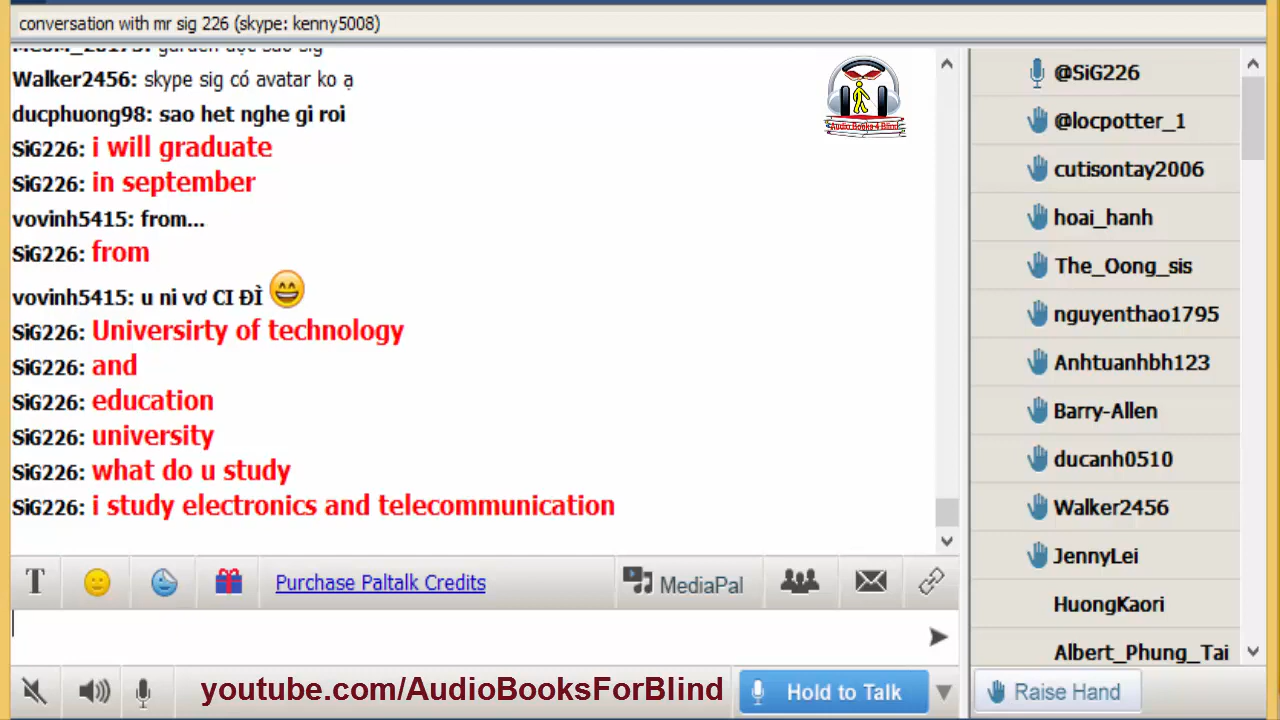 conversation with mr sig 226 (skype: kenny5008)
Walker2456: skype sig có avatar ko ạ
ducphuong98: sao het nghe gi roi
SiG226: i will graduate
SiG226: in september
vovinh5415: from...
SiG226: from
vovinh5415: u ni vơ CI ĐÌ
SiG226: Universirty of technology
SiG226: and
SiG226: education
SiG226: university
SiG226: what do u study
SiG226: i study electronics and telecommunication
Audio Books 4 Blind
@SiG226
@locpotter_1
cutisontay2006
hoai_hanh
The_Oong_sis
nguyenthao1795
Anhtuanhbh123
Barry-Allen
ducanh0510
Walker2456
JennyLei
HuongKaori
Albert_Phung_Tai
T
Purchase Paltalk Credits
MediaPal
youtube.com/AudioBooksForBlind
Hold to Talk
Raise Hand